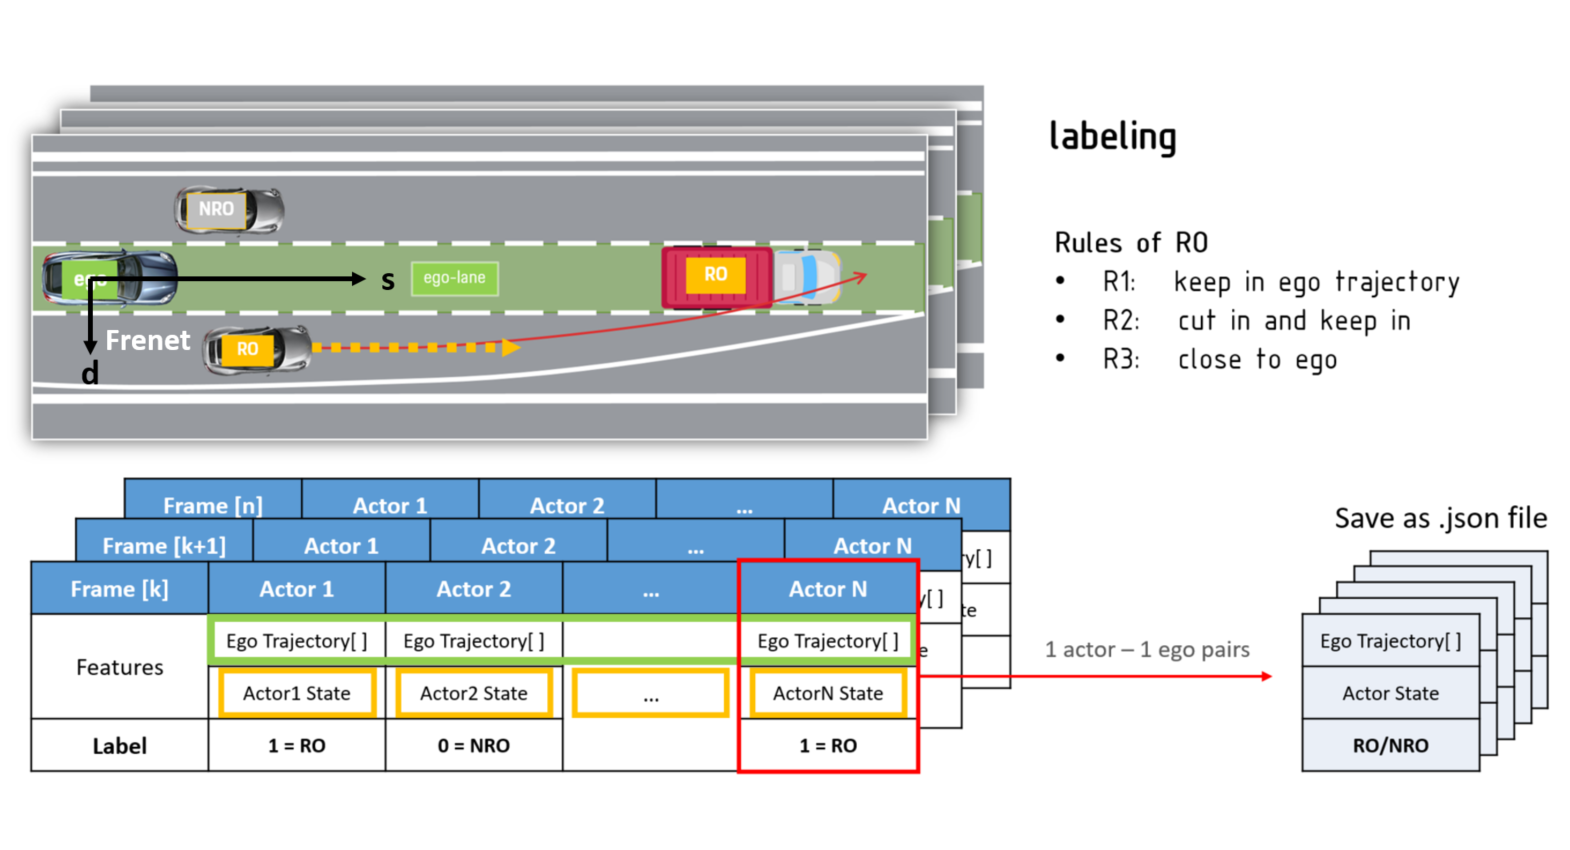 labeling
NRO
ego
s
ego-lane
RO
Frenet
RO
d
Rules of RO
• R1: keep in ego trajectory
• R2: cut in and keep in
• R3: close to ego
Frame [n] Actor 1 Actor 2 ... Actor N
Frame [k+1] Actor 1 Actor 2 ... Actor N
Frame [k] Actor 1 Actor 2 ... Actor N
Features
Ego Trajectory[ ] Ego Trajectory[ ] Ego Trajectory[ ]
Actor1 State Actor2 State ... ActorN State
Label 1 = RO 0 = NRO 1 = RO
y[ ]
e
ry[ ]
te
1 actor – 1 ego pairs
Save as .json file
Ego Trajectory[ ]
Actor State
RO/NRO